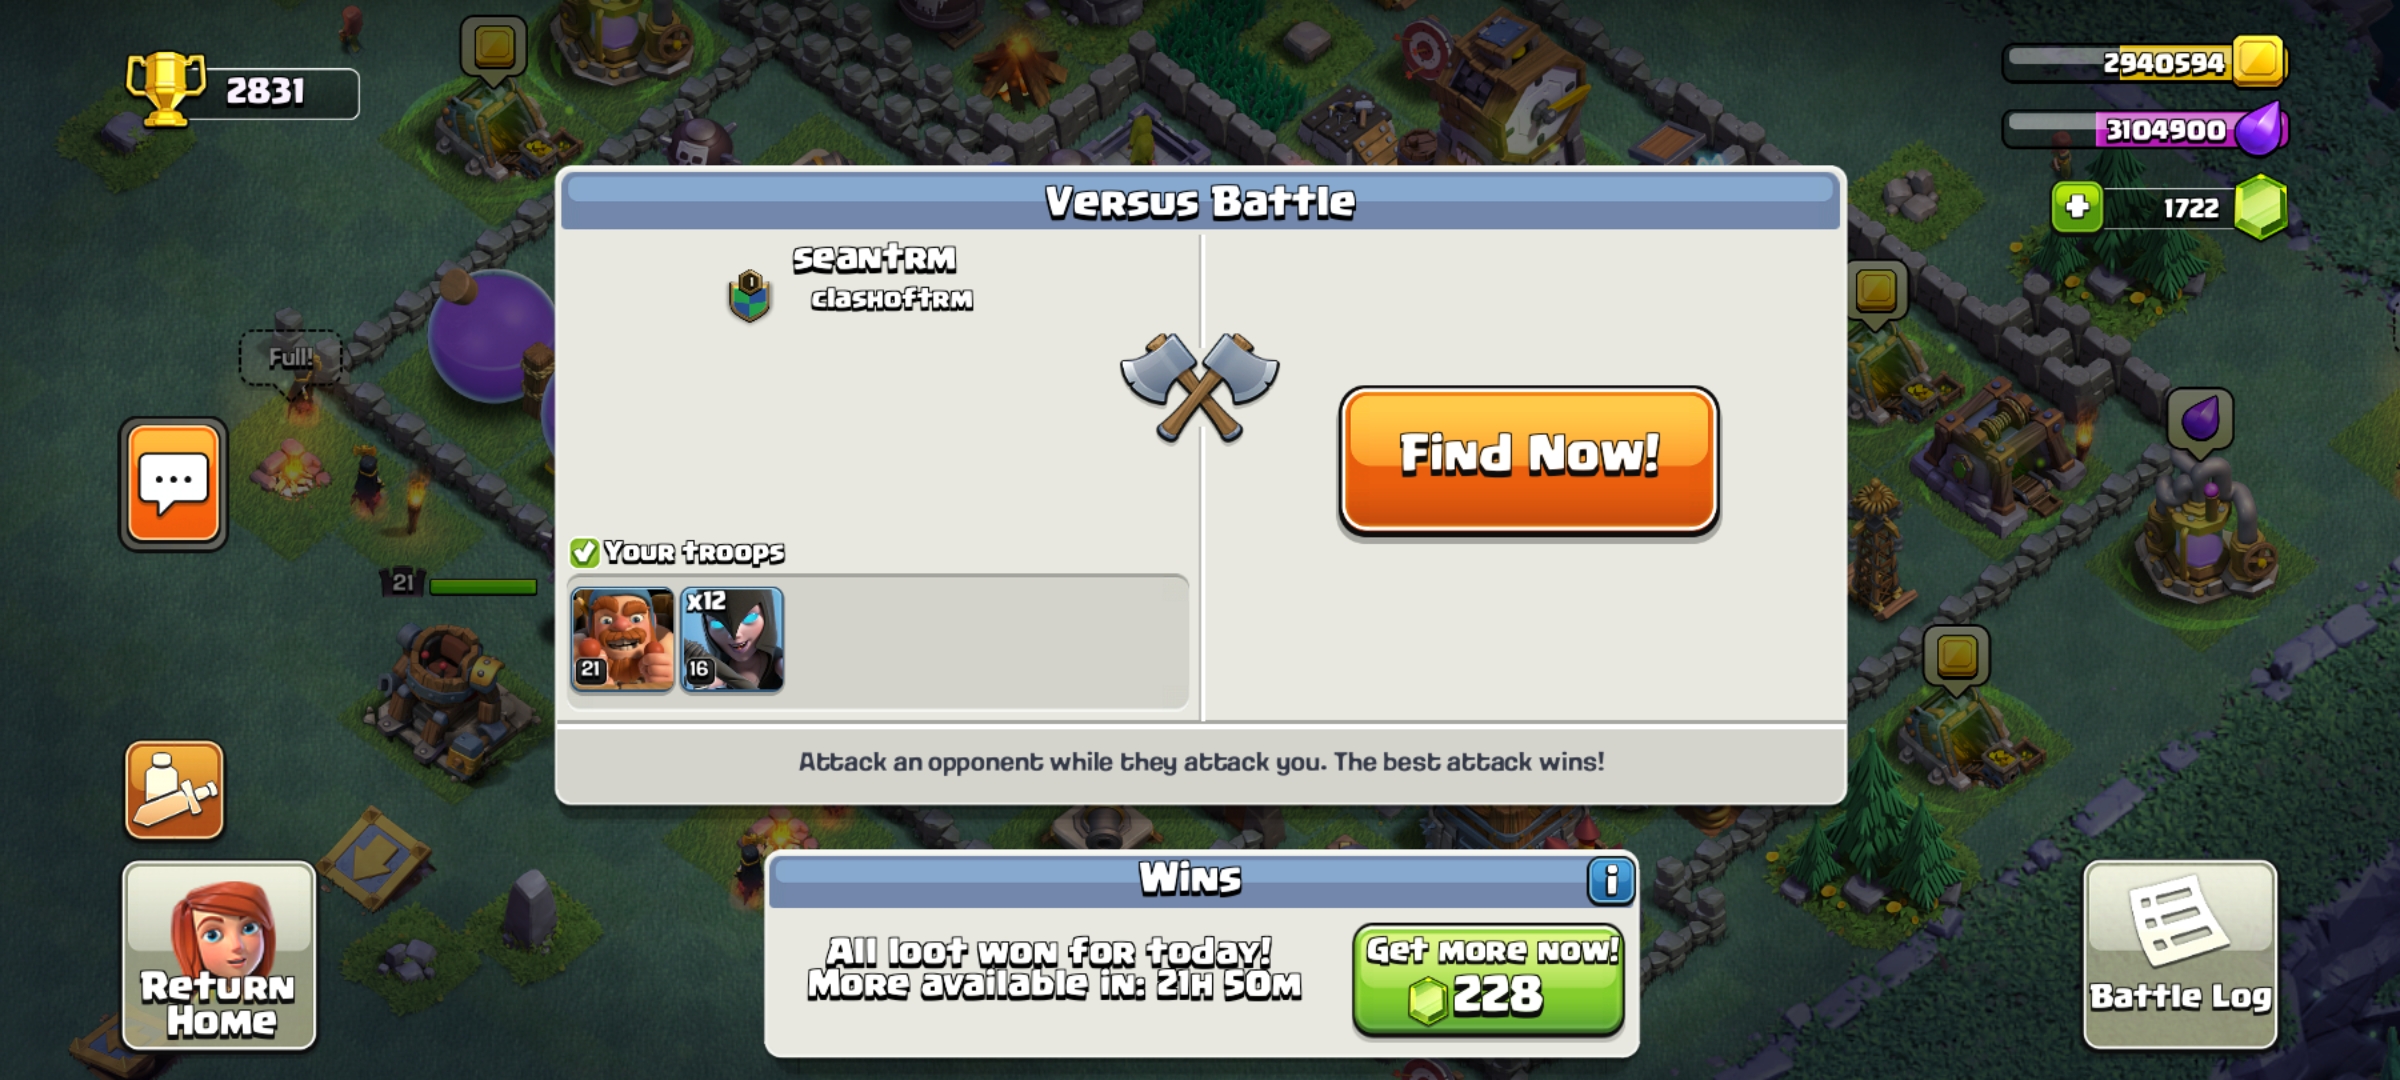 2831
2940594
3104900
1722
Versus Battle
seantrm
1
clashoftrm
Full!
Find Now!
21
Your troops
x12
21
16
Attack an opponent while they attack you. The best attack wins!
Wins
i
All loot won for today!
More available in: 21H 50M
Get more now!
228
Return
Home
Battle Log